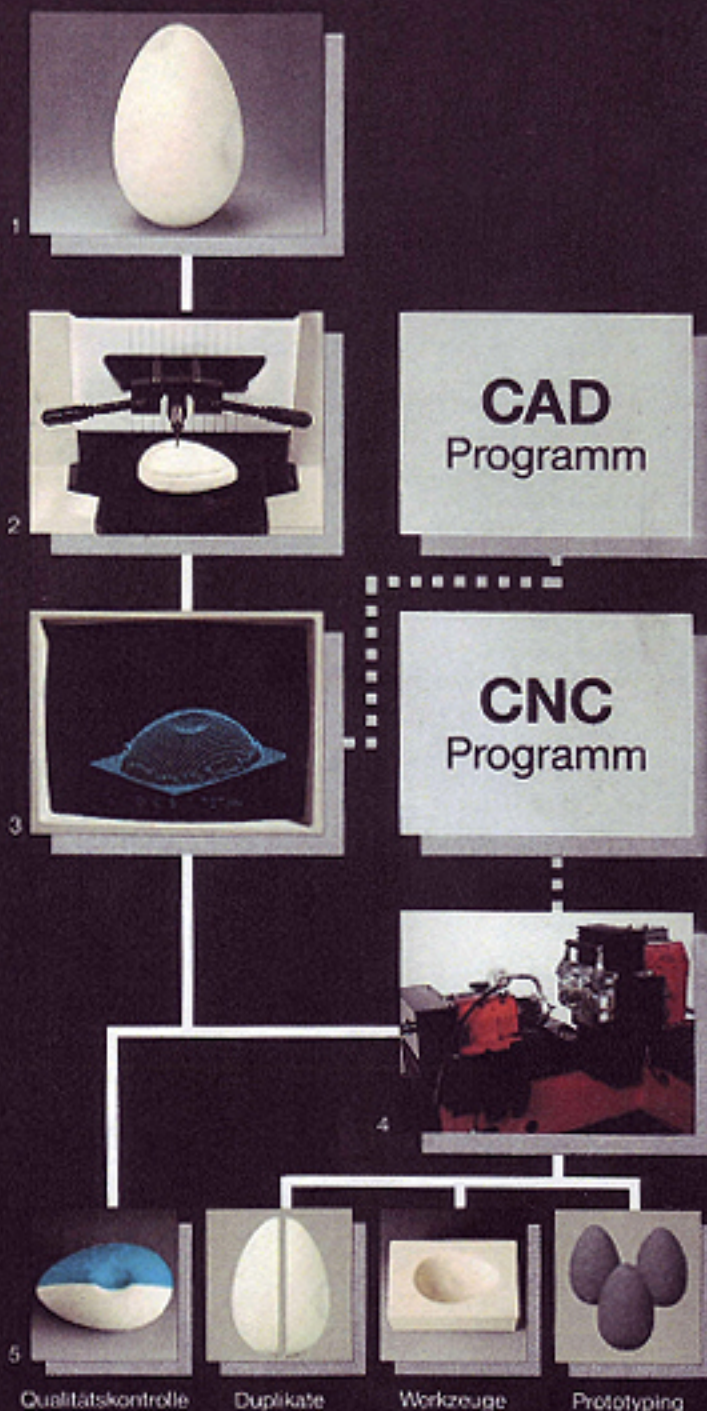 1
2
CAD
Programm
3
CNC
Programm
4
5
Qualitätskontrolle
Duplikate
Werkzeuge
Prototyping